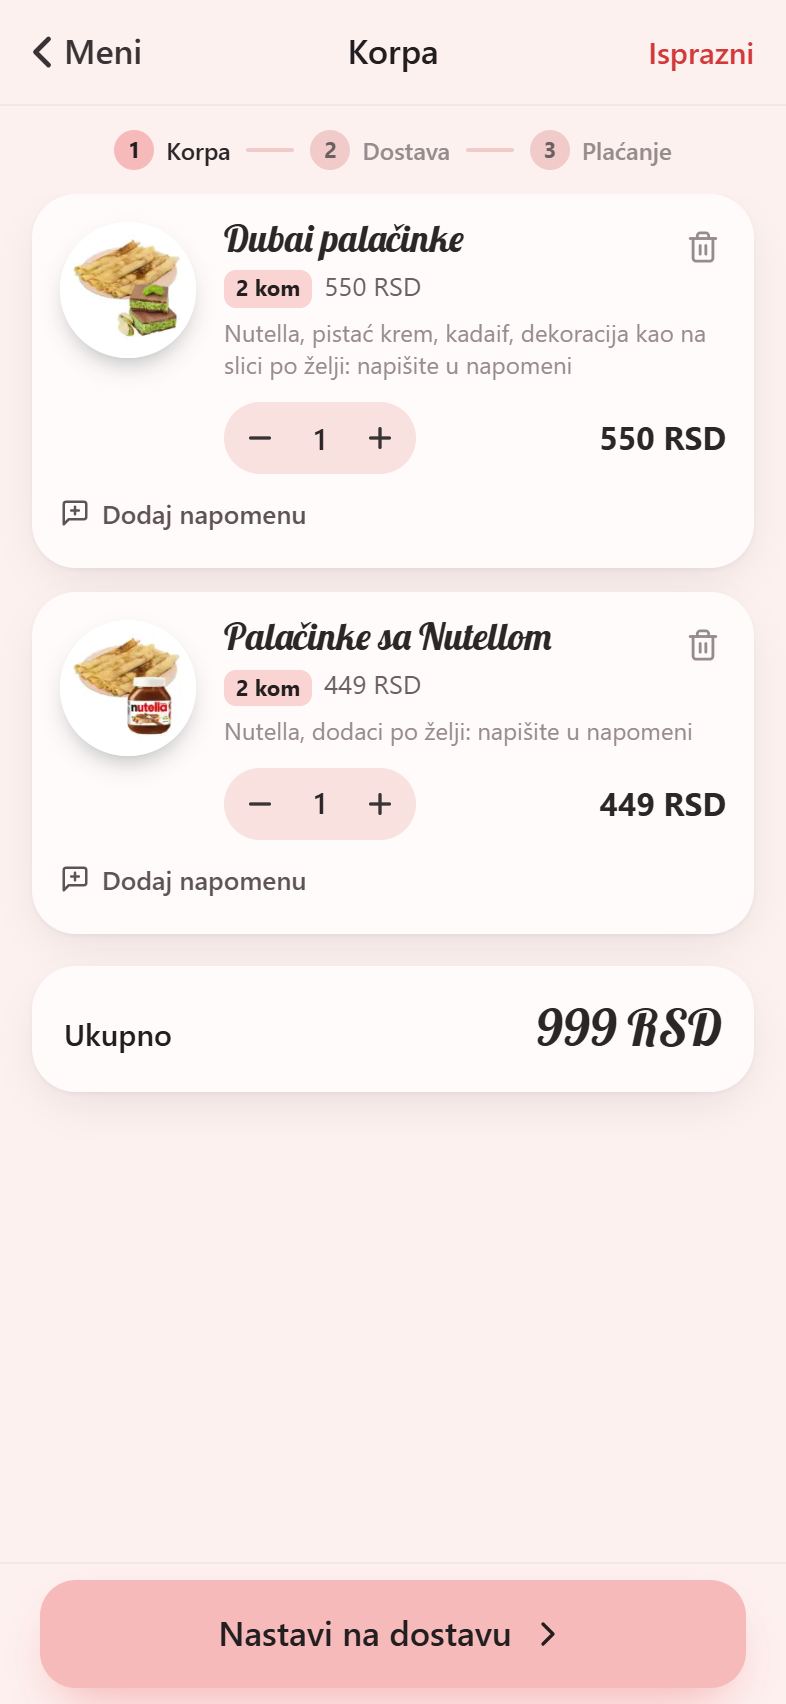 Meni
Korpa
Isprazni
1 Korpa
2 Dostava
3 Plaćanje
Dubai palačinke
2 kom 550 RSD
Nutella, pistać krem, kadaif, dekoracija kao na
slici po želji: napišite u napomeni
− 1 +
550 RSD
Dodaj napomenu
Palačinke sa Nutellom
nutella
2 kom 449 RSD
Nutella, dodaci po želji: napišite u napomeni
− 1 +
449 RSD
Dodaj napomenu
Ukupno
999 RSD
Nastavi na dostavu